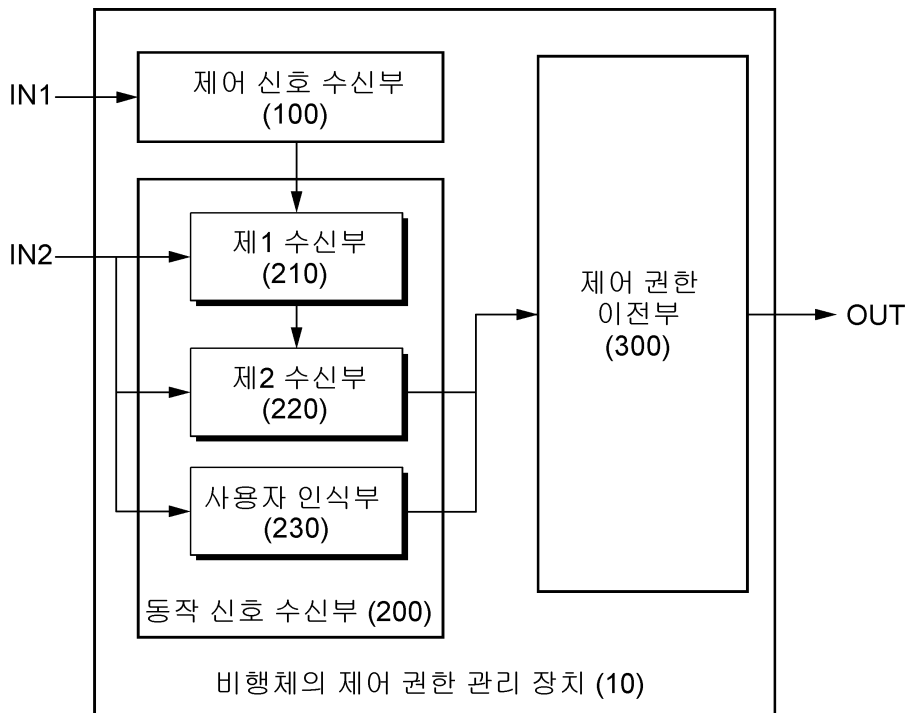 IN1
제어 신호 수신부
(100)
IN2
제1 수신부
(210)
제2 수신부
(220)
사용자 인식부
(230)
동작 신호 수신부 (200)
제어 권한
이전부
(300)
OUT
비행체의 제어 권한 관리 장치 (10)